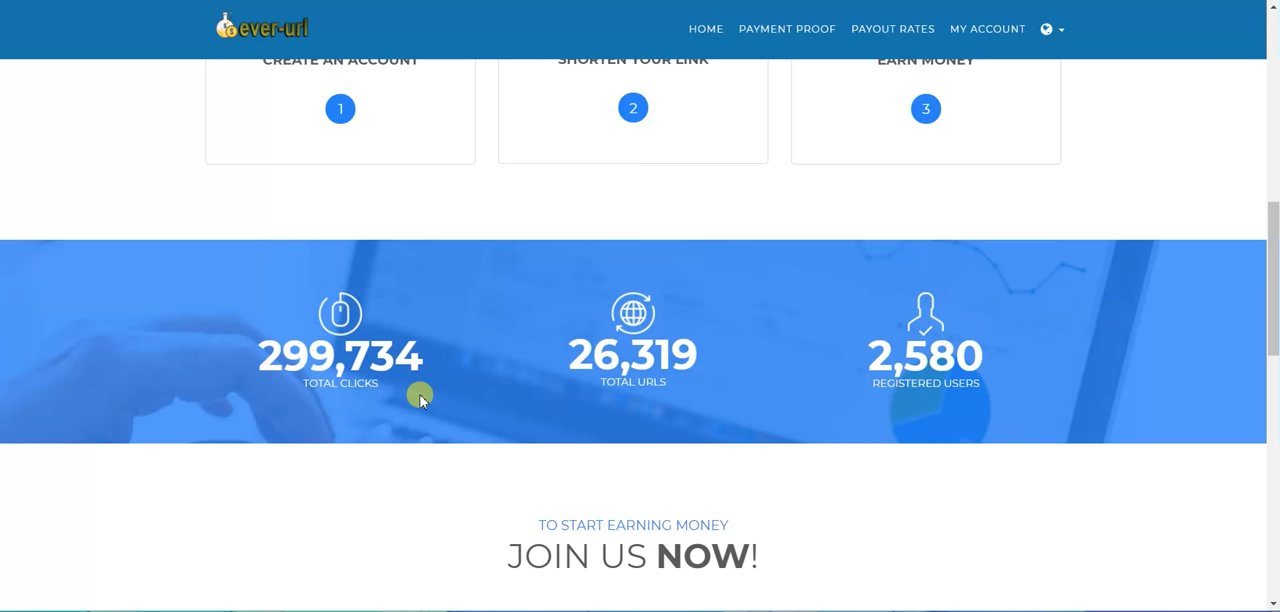 ever-url
HOME PAYMENT PROOF PAYOUT RATES MY ACCOUNT
CREATE AN ACCOUNT SHORTEN YOUR LINK EARN MONEY
1 2 3
299,734 26,319 2,580
TOTAL CLICKS TOTAL URLS REGISTERED USERS
TO START EARNING MONEY
JOIN US NOW!